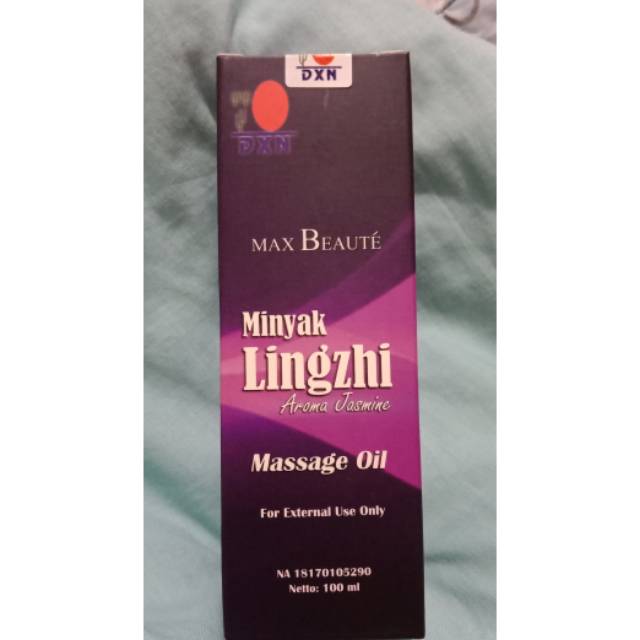 DXN
DXN
MAX BEAUTÉ
Minyak
Lingzhi
Aroma Jasmine
Massage Oil
For External Use Only
NA 18170105290
Netto: 100 ml